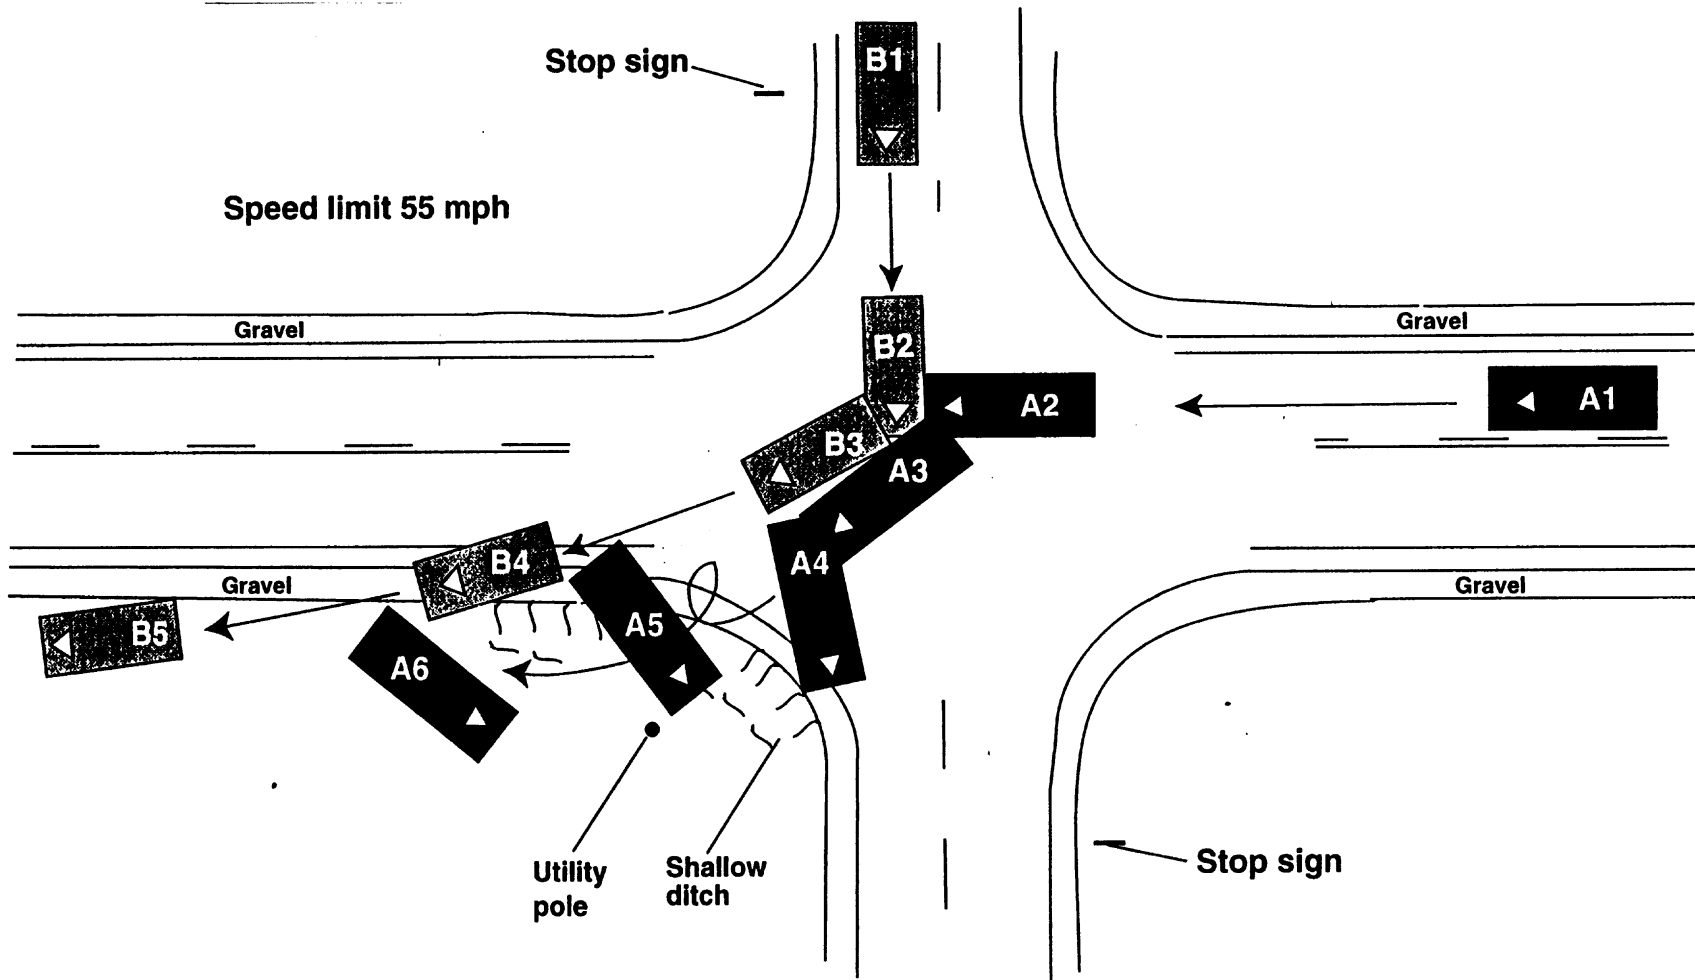 Stop sign
B1
Speed limit 55 mph
Gravel
Gravel
B2
A2
A1
B3
A3
B4
A4
Gravel
Gravel
B5
A5
A6
Utility
pole
Shallow
ditch
Stop sign